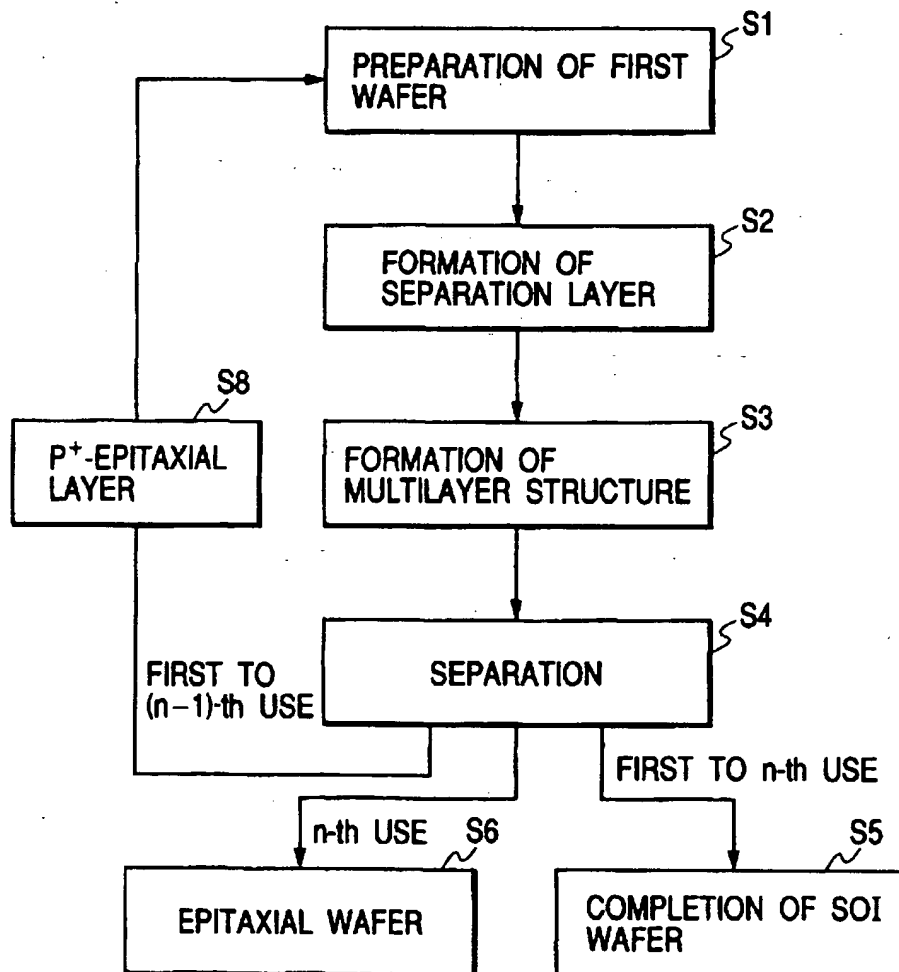 S1
PREPARATION OF FIRST
WAFER
S2
FORMATION OF
SEPARATION LAYER
S8
P+-EPITAXIAL
LAYER
S3
FORMATION OF
MULTILAYER STRUCTURE
S4
SEPARATION
FIRST TO
(n-1)-th USE
FIRST TO n-th USE
n-th USE
S6
EPITAXIAL WAFER
S5
COMPLETION OF SOI
WAFER